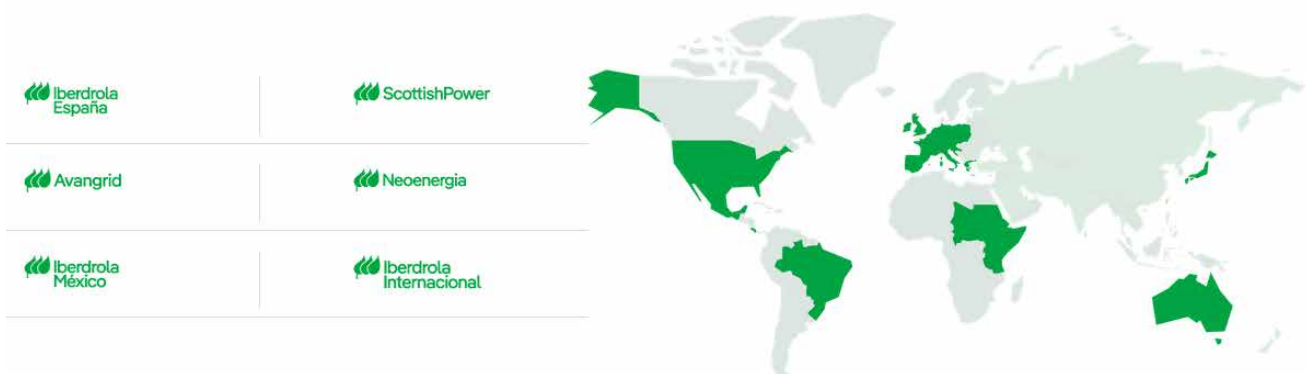 Iberdrola
España
ScottishPower
Avangrid
Neoenergia
Iberdrola
México
Iberdrola
Internacional